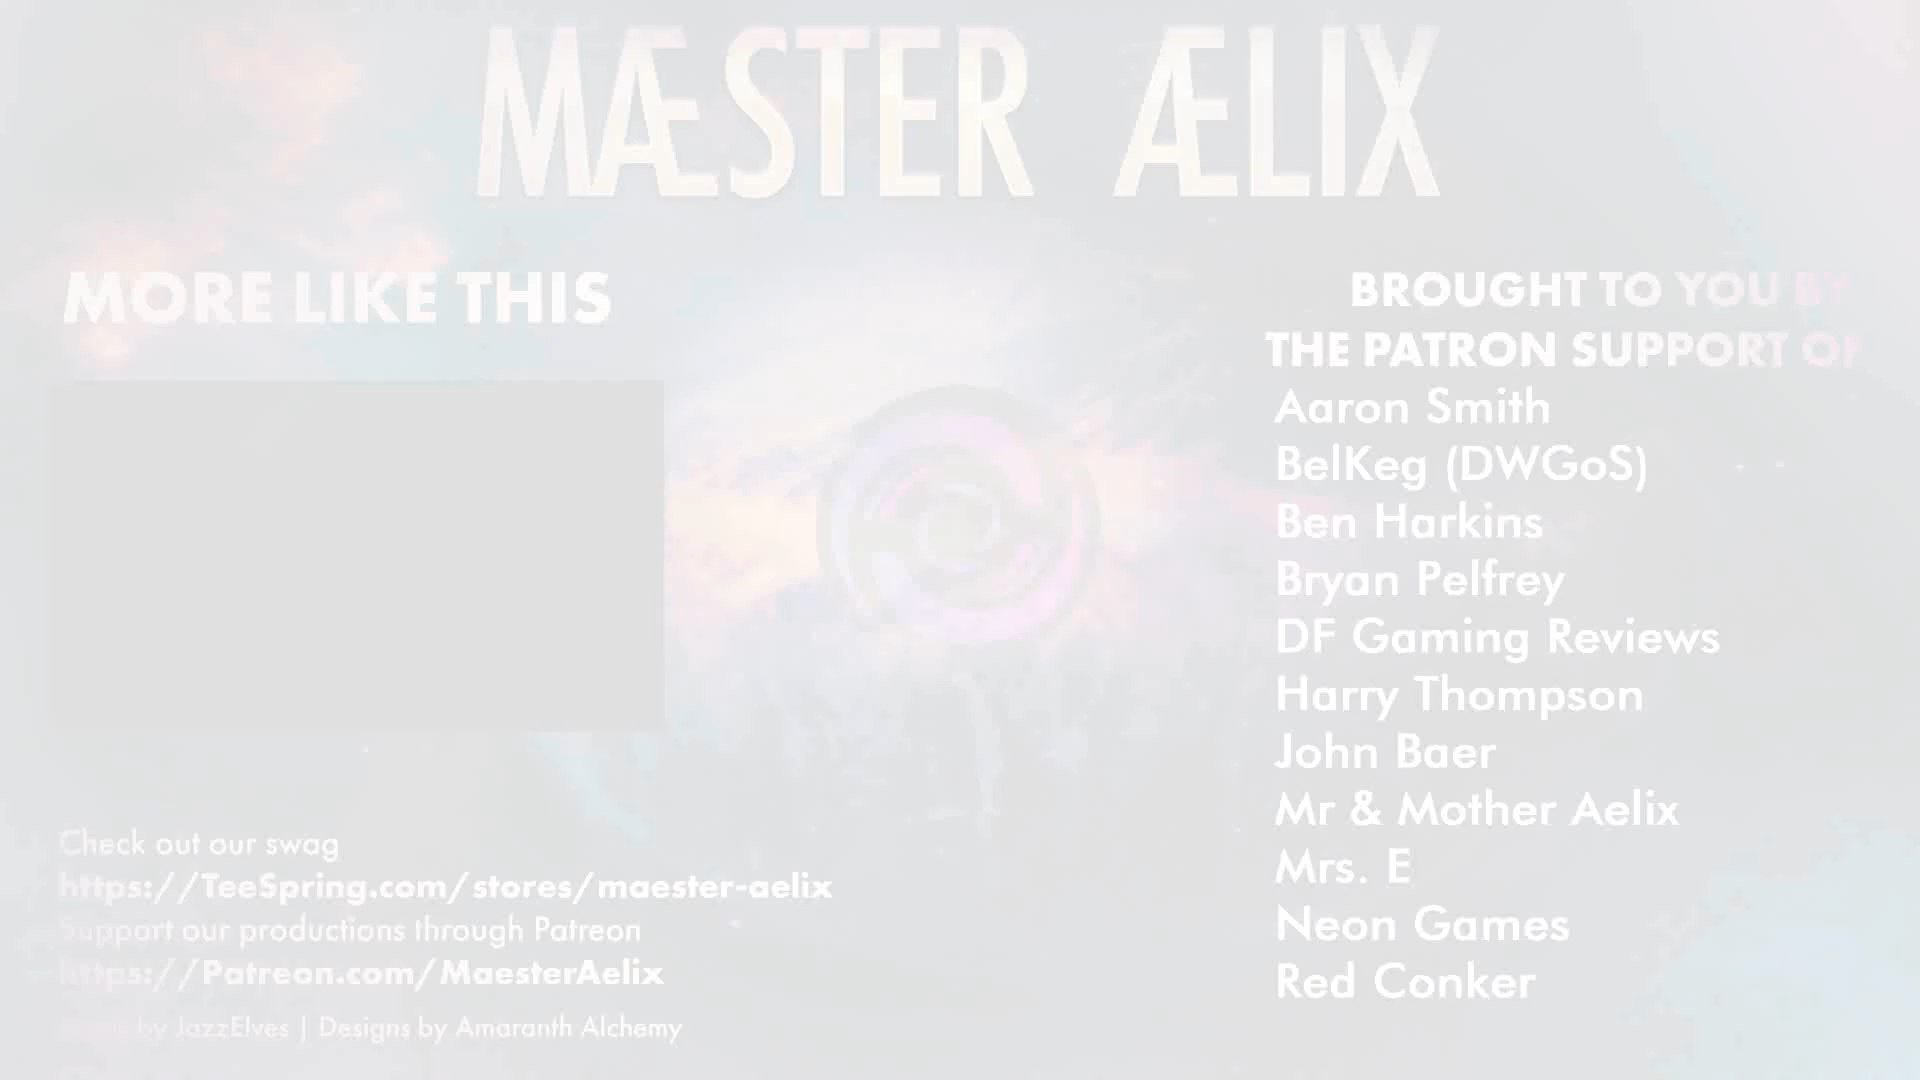 MÆSTER ÆLIX
MORE LIKE THIS
BROUGHT TO YOU BY
THE PATRON SUPPORT OF
Aaron Smith
BelKeg (DWGoS)
Ben Harkins
Bryan Pelfrey
DF Gaming Reviews
Harry Thompson
John Baer
Mr & Mother Aelix
Mrs. E
Neon Games
Red Conker
Check out our swag
https://TeeSpring.com/stores/maester-aelix
Support our productions through Patreon
https://Patreon.com/MaesterAelix
by JazzElves | Designs by Amaranth Alchemy